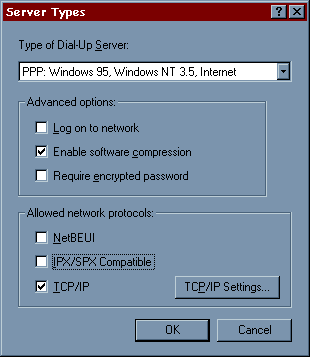 Server Types
Type of Dial-Up Server:
PPP: Windows 95, Windows NT 3.5, Internet
Advanced options:
Log on to network
Enable software compression
Require encrypted password
Allowed network protocols:
NetBEUI
IPX/SPX Compatible
TCP/IP
TCP/IP Settings...
OK
Cancel